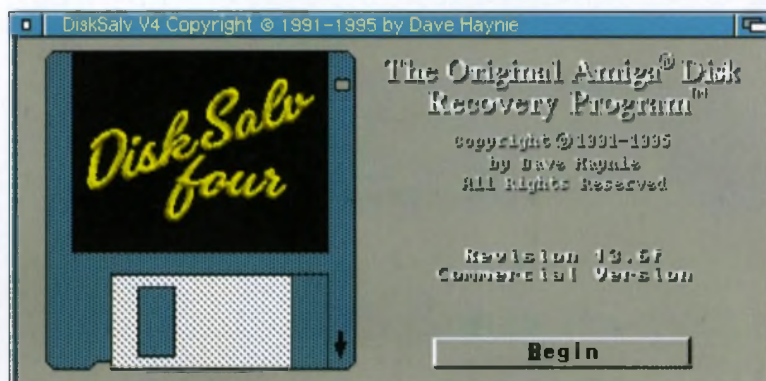 DiskSalv V4 Copyright © 1991-1995 by Dave Haynie
DiskSalv
four
The Original Amiga® Disk
Recovery Program™
Copyright © 1991-1995
by Dave Haynie
All Rights Reserved
Revision 13.6f
Commercial Version
Begin